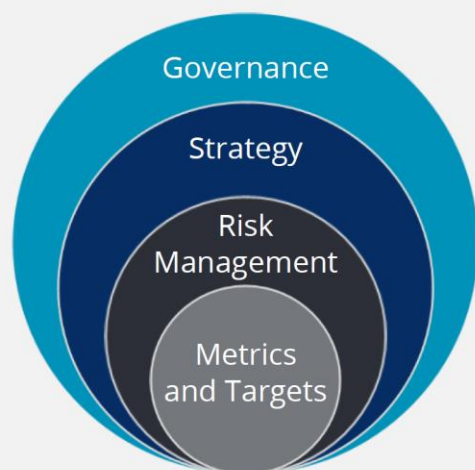 Governance
Strategy
Risk
Management
Metrics
and Targets